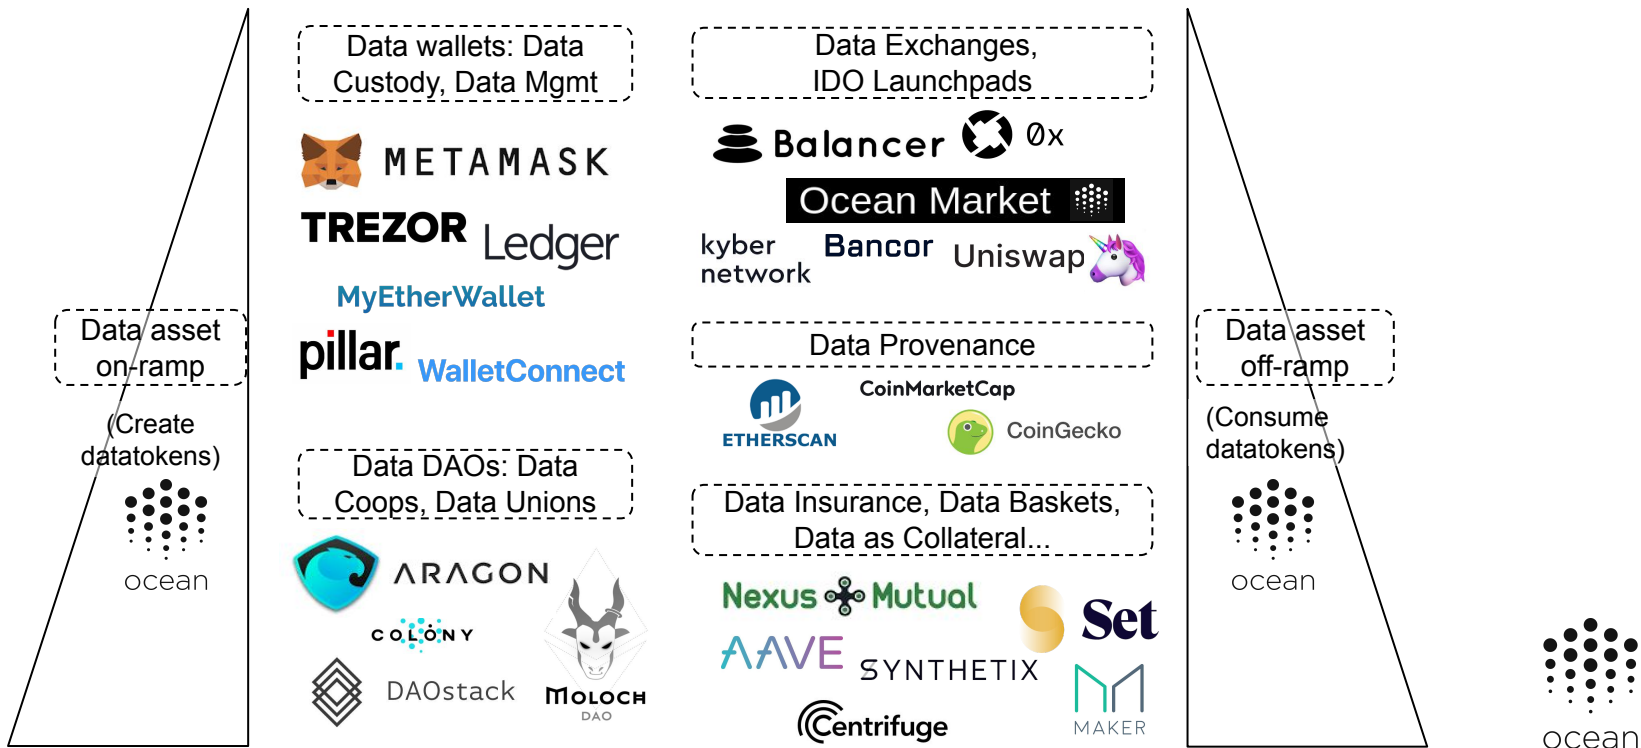 Data asset
on-ramp
(Create
datatokens)
ocean
Data wallets: Data
Custody, Data Mgmt
METAMASK
TREZOR
Ledger
MyEtherWallet
pillar.
WalletConnect
Data DAOs: Data
Coops, Data Unions
ARAGON
COLONY
DAOstack
MOLOCH
DAO
Data Exchanges,
IDO Launchpads
Balancer
0x
Ocean Market
kyber
network
Bancor
Uniswap
Data Provenance
ETHERSCAN
CoinMarketCap
CoinGecko
Data Insurance, Data Baskets,
Data as Collateral...
Nexus Mutual
Set
AAVE
SYNTHETIX
Centrifuge
MAKER
Data asset
off-ramp
(Consume
datatokens)
ocean
ocean